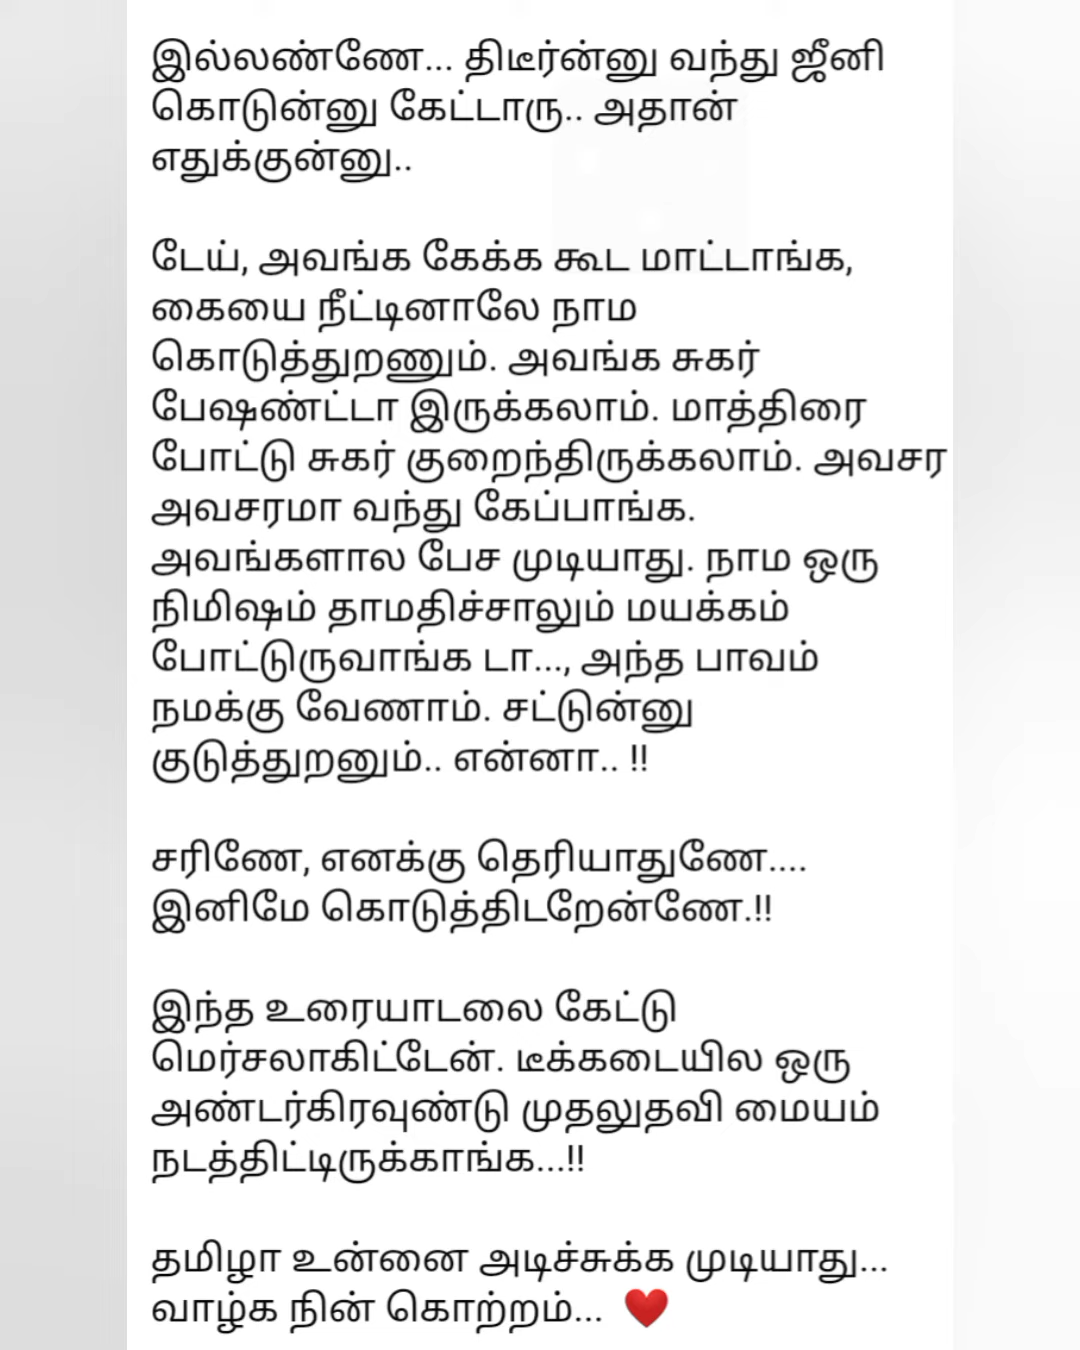 இல்லண்ணே... திடீர்ன்னு வந்து ஜீனி
கொடுன்னு கேட்டாரு.. அதான்
எதுக்குன்னு..
டேய், அவங்க கேக்க கூட மாட்டாங்க,
கையை நீட்டினாலே நாம
கொடுத்துறணும். அவங்க சுகர்
பேஷண்ட்டா இருக்கலாம். மாத்திரை
போட்டு சுகர் குறைந்திருக்கலாம். அவசர
அவசரமா வந்து கேப்பாங்க.
அவங்களால பேச முடியாது. நாம ஒரு
நிமிஷம் தாமதிச்சாலும் மயக்கம்
போட்டுருவாங்க டா..., அந்த பாவம்
நமக்கு வேணாம். சட்டுன்னு
குடுத்துறனும்.. என்னா.. !!
சரிணே, எனக்கு தெரியாதுணே....
இனிமே கொடுத்திடறேன்ணே.!!
இந்த உரையாடலை கேட்டு
மெர்சலாகிட்டேன். டீக்கடையில ஒரு
அண்டர்கிரவுண்டு முதலுதவி மையம்
நடத்திட்டிருக்காங்க...!!
தமிழா உன்னை அடிச்சுக்க முடியாது...
வாழ்க நின் கொற்றம்... ❤️